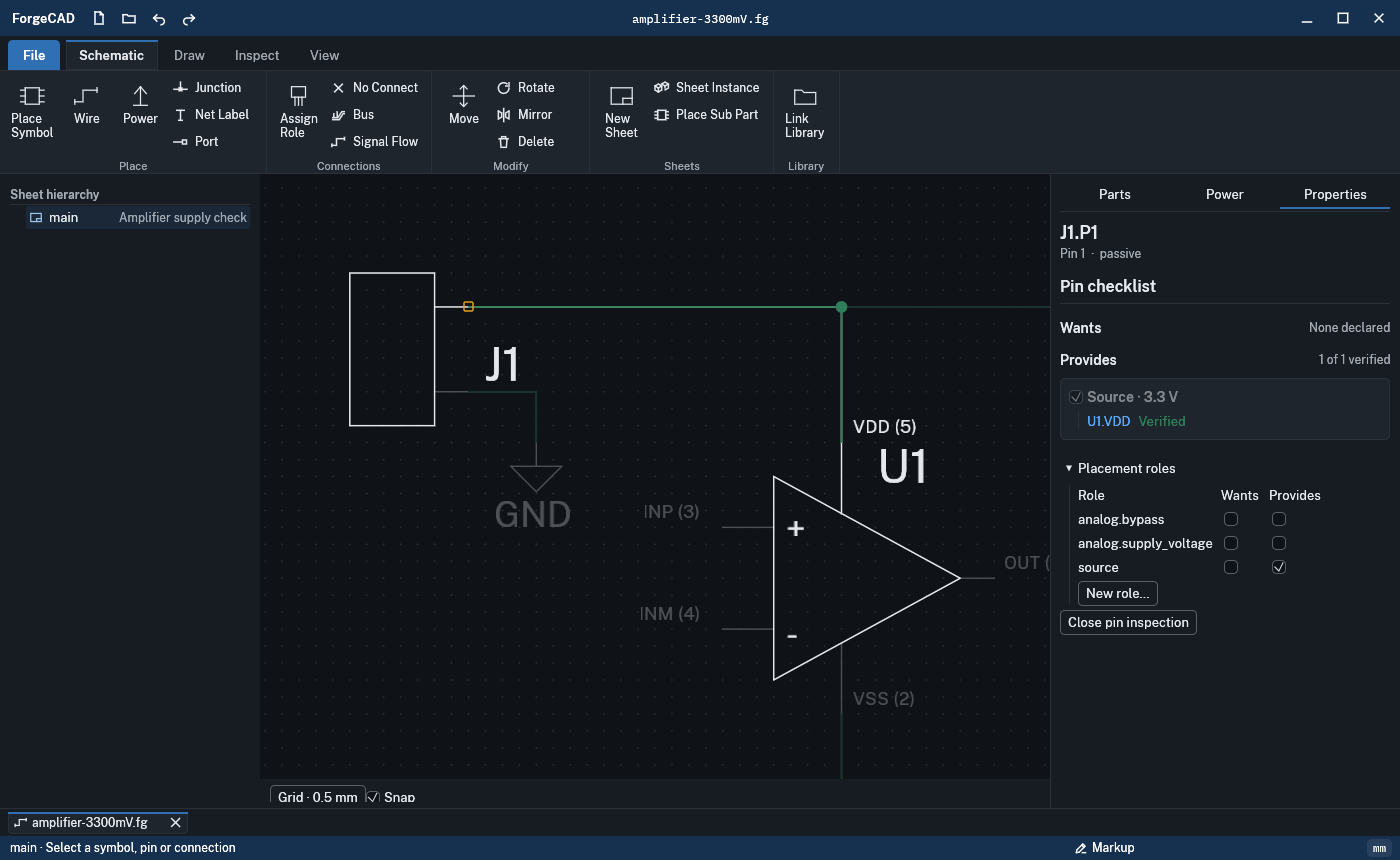 ForgeCAD
amplifier-3300mV.fg
File Schematic Draw Inspect View
Place Symbol
Wire
Power
Junction
Net Label
Port
Place
Assign Role
No Connect
Bus
Signal Flow
Connections
Move
Rotate
Mirror
Delete
Modify
New Sheet
Sheet Instance
Place Sub Part
Sheets
Link Library
Library
Sheet hierarchy
main Amplifier supply check
J1
GND
VDD (5)
U1
INP (3)
+
OUT (
INM (4)
-
VSS (2)
Grid · 0.5 mm Snap
Parts Power Properties
J1.P1
Pin 1 · passive
Pin checklist
Wants None declared
Provides 1 of 1 verified
Source · 3.3 V
U1.VDD Verified
Placement roles
Role Wants Provides
analog.bypass
analog.supply_voltage
source
New role...
Close pin inspection
amplifier-3300mV.fg
main · Select a symbol, pin or connection
Markup
mm